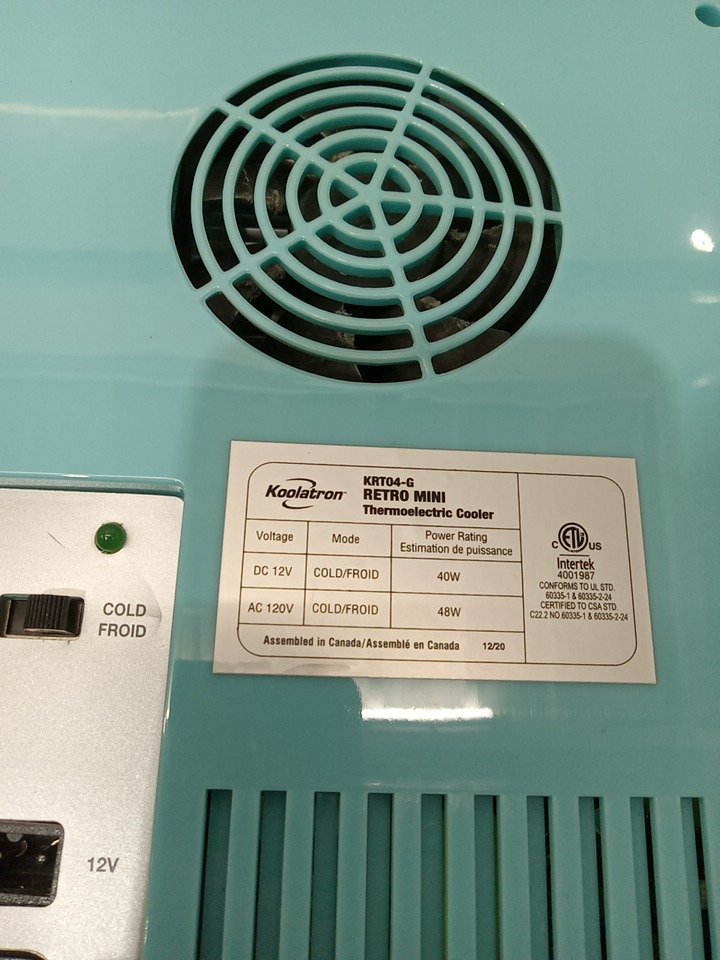 Koolatron™
KRT04-G
RETRO MINI
Thermoelectric Cooler
Voltage Mode Power Rating
Estimation de puissance
DC 12V COLD/FROID 40W
AC 120V COLD/FROID 48W
Assembled in Canada/Assemblé en Canada 12/20
C ETL US
Intertek
4001987
CONFORMS TO UL STD.
60335-1 & 60335-2-24
CERTIFIED TO CSA STD.
C22.2 NO.60335-1 & 60335-2-24
COLD
FROID
12V